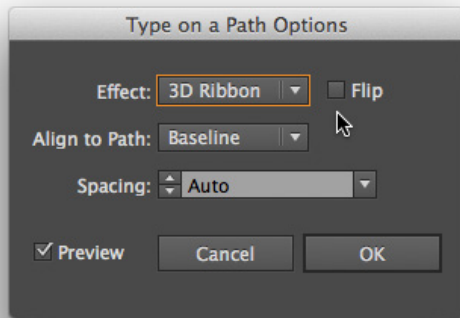 Type on a Path Options
Effect: 3D Ribbon Flip
Align to Path: Baseline
Spacing: Auto
Preview Cancel OK